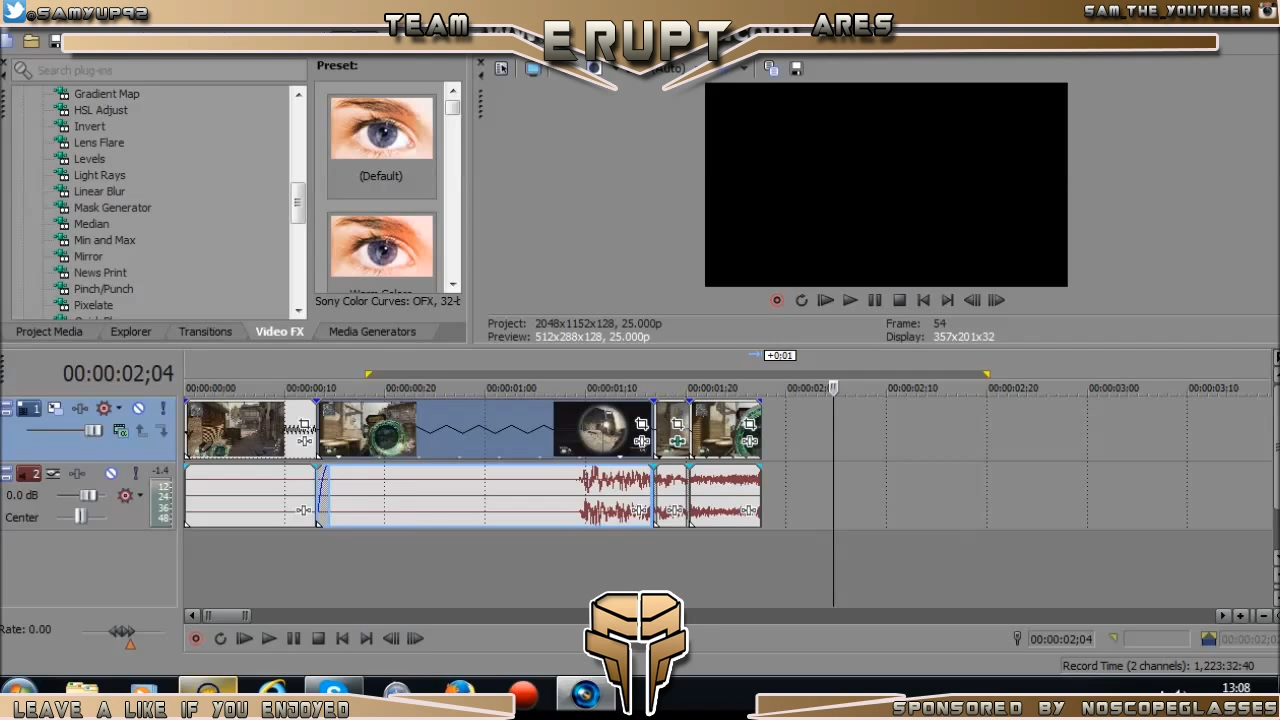 @SAMYUP92
TEAM
ERUPT
ARES
SAM_THE_YOUTUBER
Search plug-ins
Preset:
(Auto)
Gradient Map
HSL Adjust
Invert
Lens Flare
Levels
Light Rays
Linear Blur
Mask Generator
Median
Min and Max
Mirror
News Print
Pinch/Punch
Pixelate
(Default)
Sony Color Curves: OFX, 32-b
Project Media
Explorer
Transitions
Video FX
Media Generators
Project: 2048x1152x128, 25.000p
Preview: 512x288x128, 25.000p
Frame: 54
Display: 357x201x32
+0:01
00:00:02;04
00:00:00;00
00:00:00;10
00:00:00;20
00:00:01;00
00:00:01;10
00:00:01;20
00:00:02;10
00:00:02;20
00:00:03;00
00:00:03;10
1
2
-1.4
0.0 dB
Center
12
24
36
48
Rate: 0.00
00:00:02;04
Record Time (2 channels): 1,223:32:40
13:08
LEAVE A LIKE IF YOU ENJOYED
SPONSORED BY NOSCOPEGLASSES